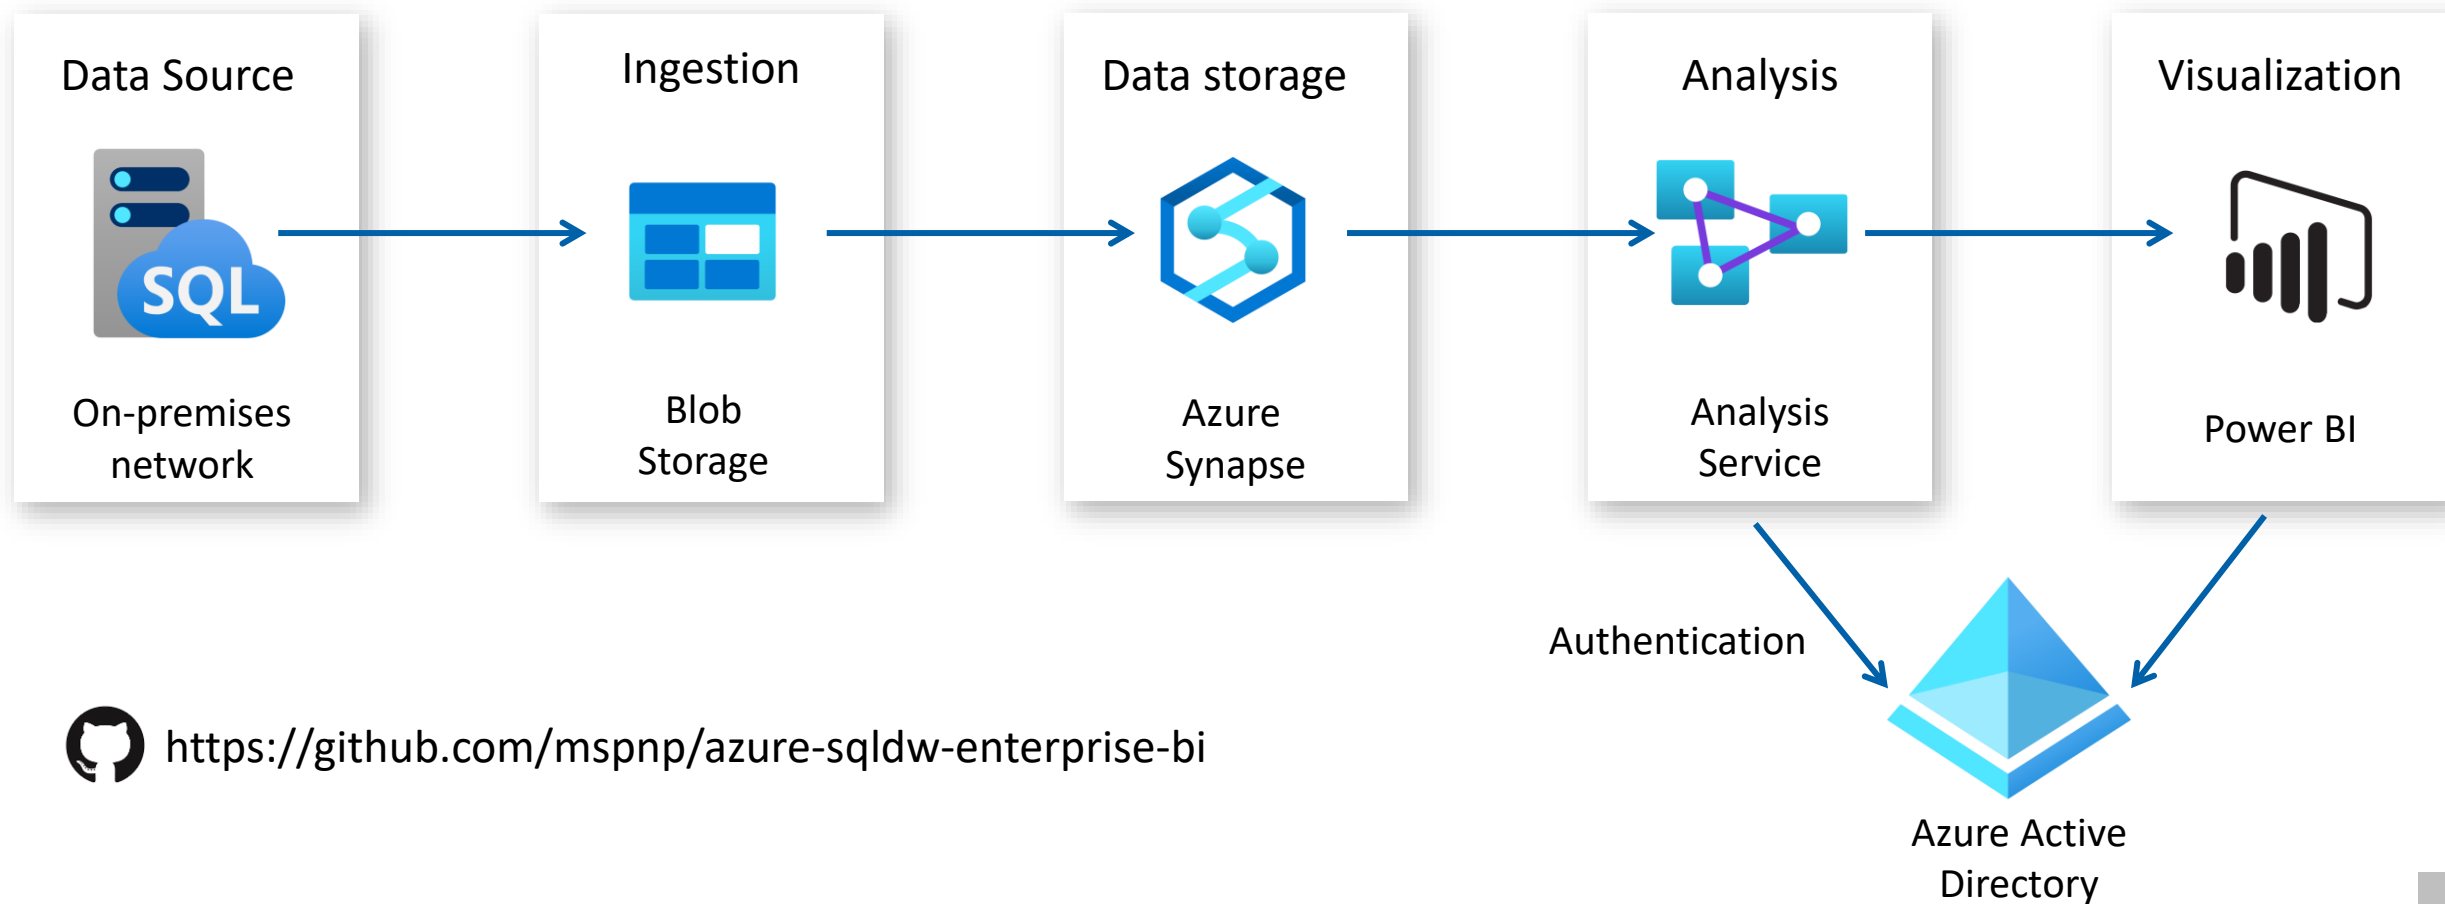 Data Source
SQL
On-premises
network
Ingestion
Blob
Storage
Data storage
Azure
Synapse
Analysis
Analysis
Service
Visualization
Power BI
Authentication
Azure Active
Directory
https://github.com/mspnp/azure-sqldw-enterprise-bi